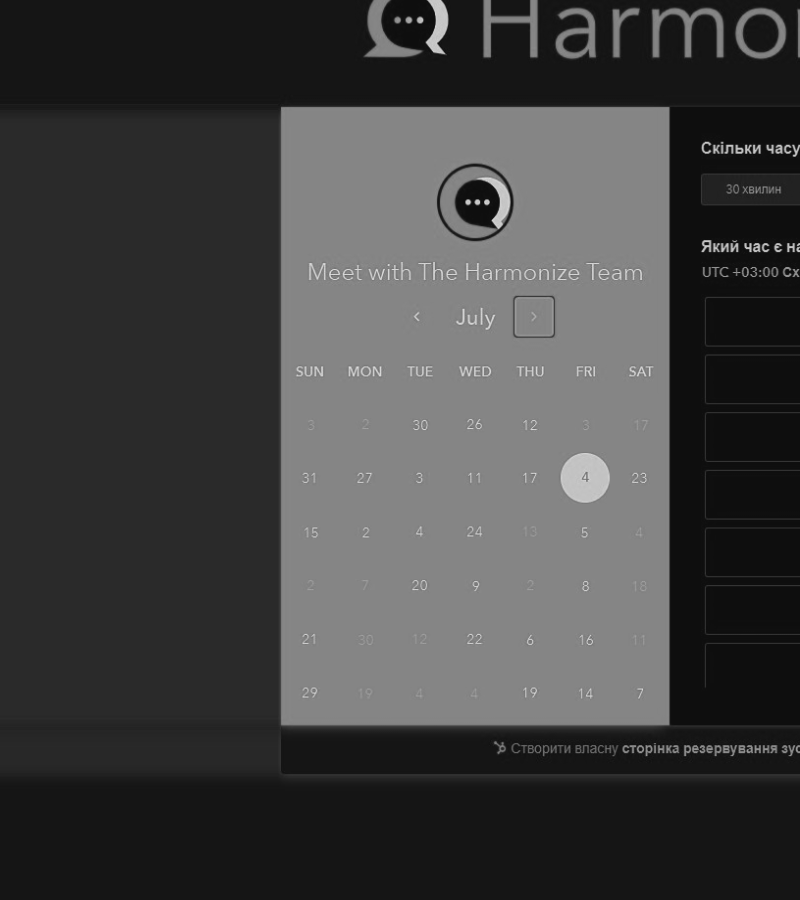 Harmo
Meet with The Harmonize Team
July
SUN MON TUE WED THU FRI SAT
3 2 30 26 12 3 17
31 27 3 11 17 4 23
15 2 4 24 13 5 4
2 7 20 9 2 8 18
21 30 12 22 6 16 11
29 19 4 4 19 14 7
Скільки часу
30 хвилин
Який час є на
UTC +03:00 Сх
Створити власну сторінка резервування зус